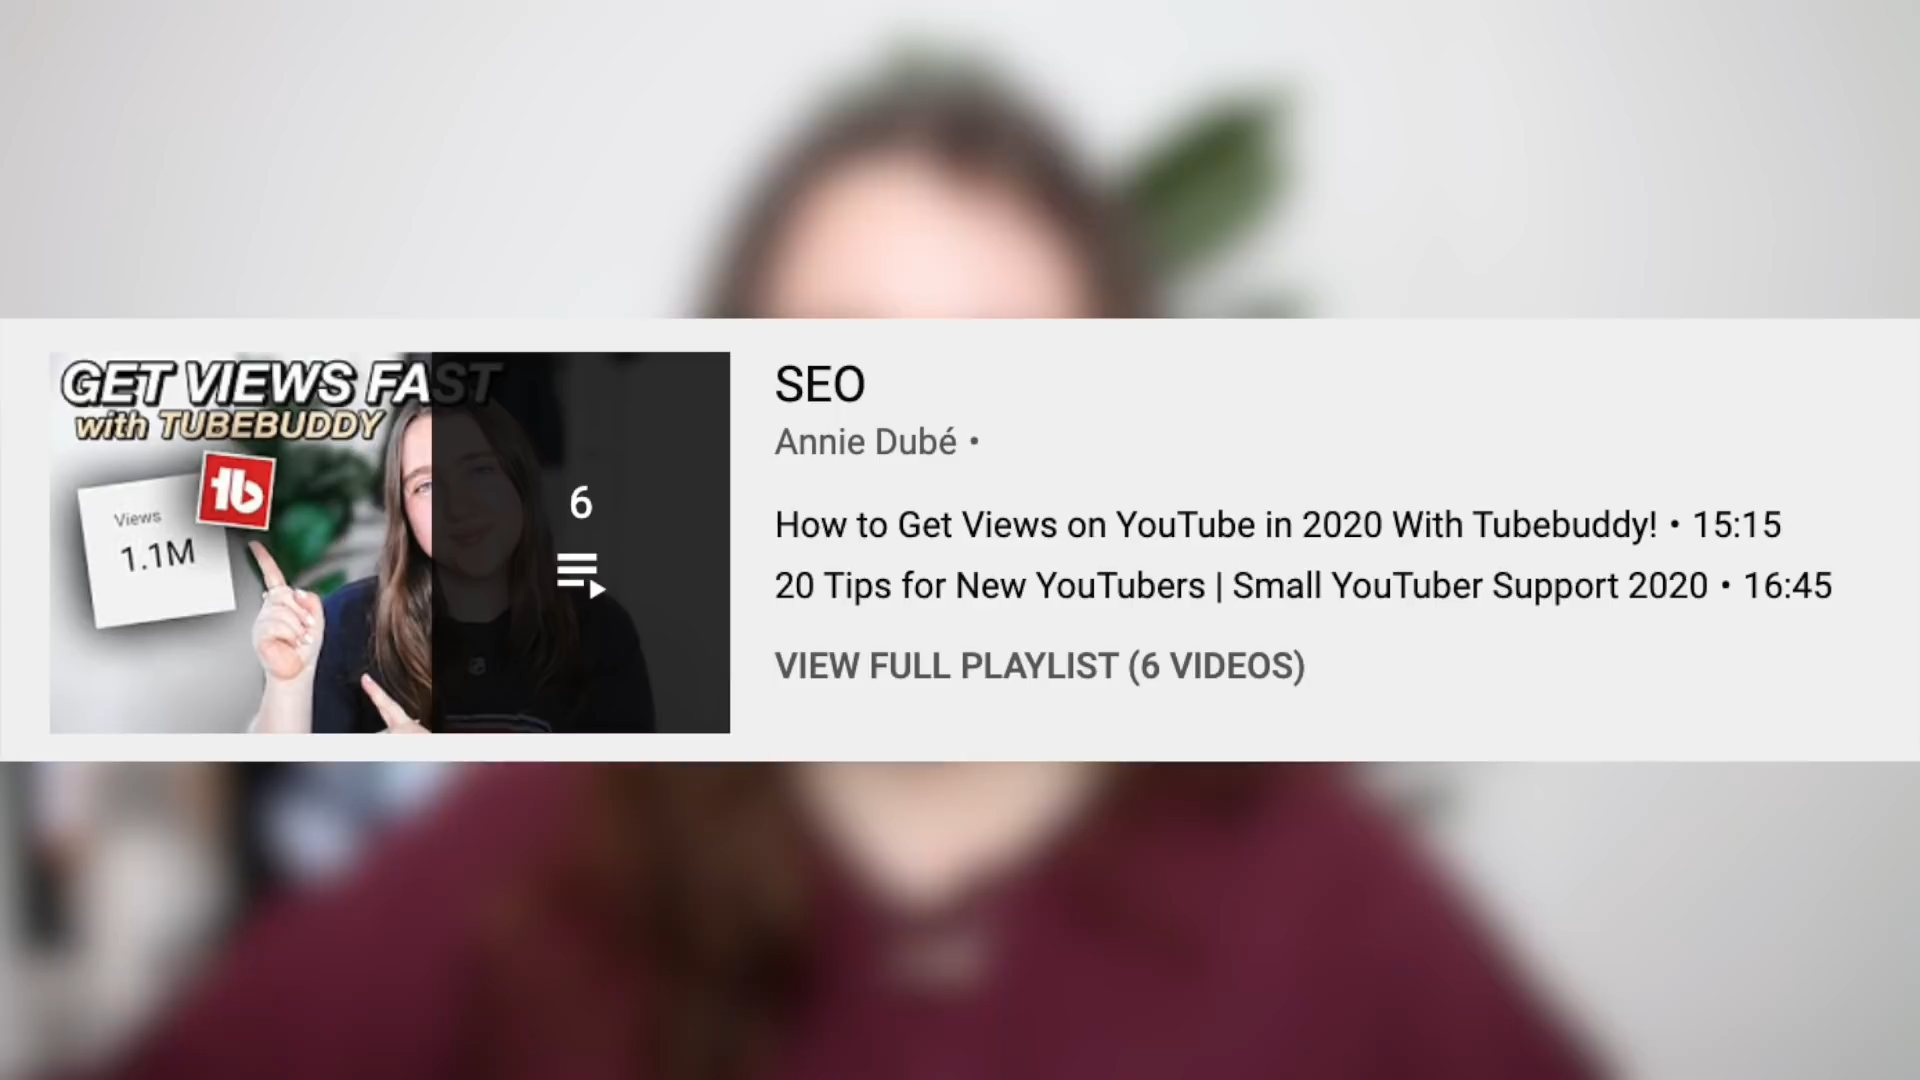 GET VIEWS FAST
with TUBEBUDDY
tb
Views
1.1M
6
SEO
Annie Dubé •
How to Get Views on YouTube in 2020 With Tubebuddy! • 15:15
20 Tips for New YouTubers | Small YouTuber Support 2020 • 16:45
VIEW FULL PLAYLIST (6 VIDEOS)